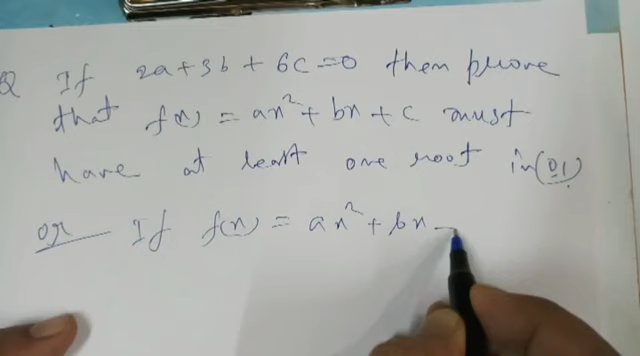 Q If 2a+3b+6c=0 then prove
that f(x) = ax²+ bx + c must
have at least one root in (0,1)
or If f(x) = ax² + bx -